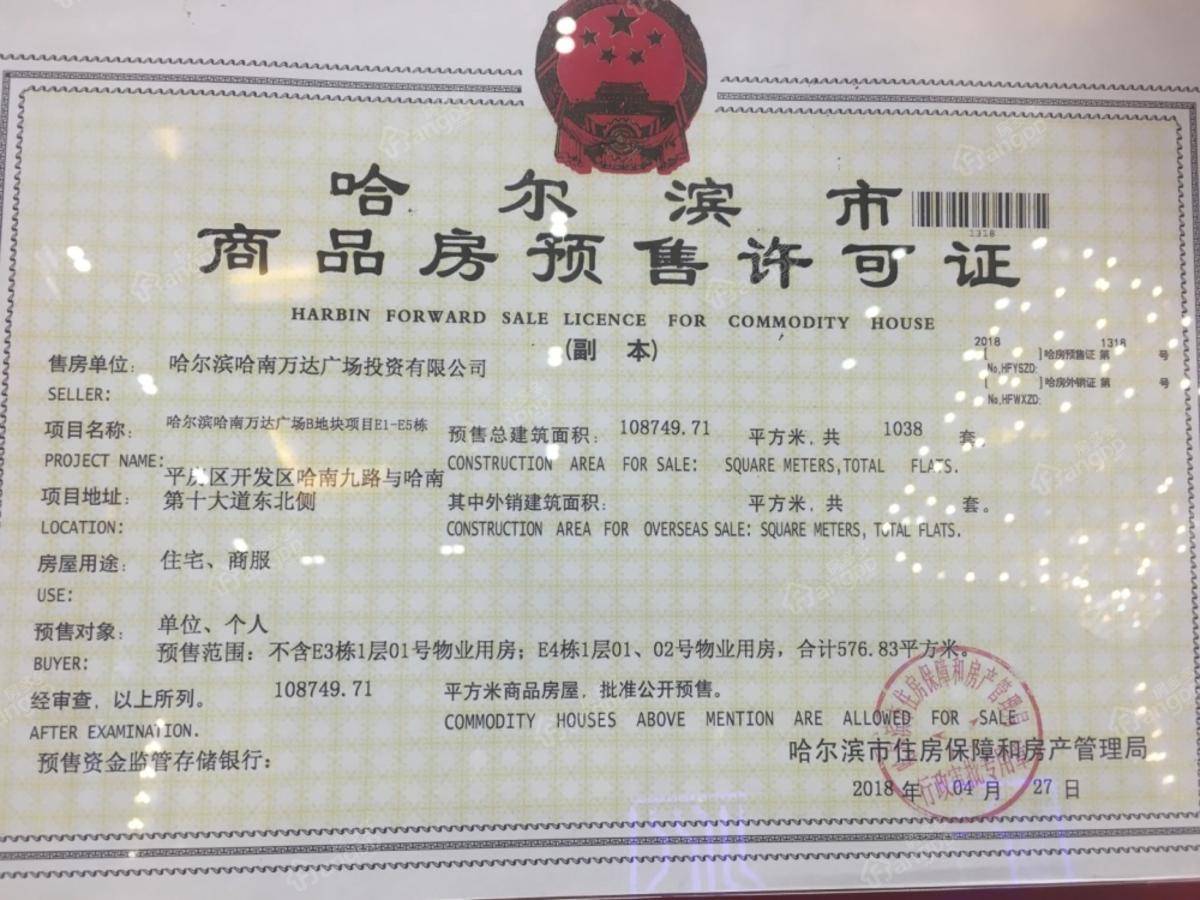 哈尔滨市
1318
商品房预售许可证
HARBIN FORWARD SALE LICENCE FOR COMMODITY HOUSE
(副 本)
2018 1318
[ ]哈房预售证 第 号
No,HFYSZD:
[ ]哈房外销证 第 号
No,HFWXZD:
售房单位: 哈尔滨哈南万达广场投资有限公司
SELLER:
项目名称: 哈尔滨哈南万达广场B地块项目E1-E5栋
PROJECT NAME:
预售总建筑面积: 108749.71 平方米,共 1038 套。
CONSTRUCTION AREA FOR SALE: SQUARE METERS,TOTAL FLATS.
平房区开发区哈南九路与哈南
项目地址: 第十大道东北侧
LOCATION:
其中外销建筑面积: 平方米,共 套。
CONSTRUCTION AREA FOR OVERSEAS SALE: SQUARE METERS, TOTAL FLATS.
房屋用途: 住宅、商服
USE:
预售对象: 单位、个人
BUYER:
预售范围:不含E3栋1层01号物业用房;E4栋1层01、02号物业用房,合计576.83平方米。
经审查,以上所列。 108749.71 平方米商品房屋,批准公开预售。
AFTER EXAMINATION. COMMODITY HOUSES ABOVE MENTION ARE ALLOWED FOR SALE
预售资金监管存储银行:
哈尔滨市住房保障和房产管理局
2018 年 04 月 27 日